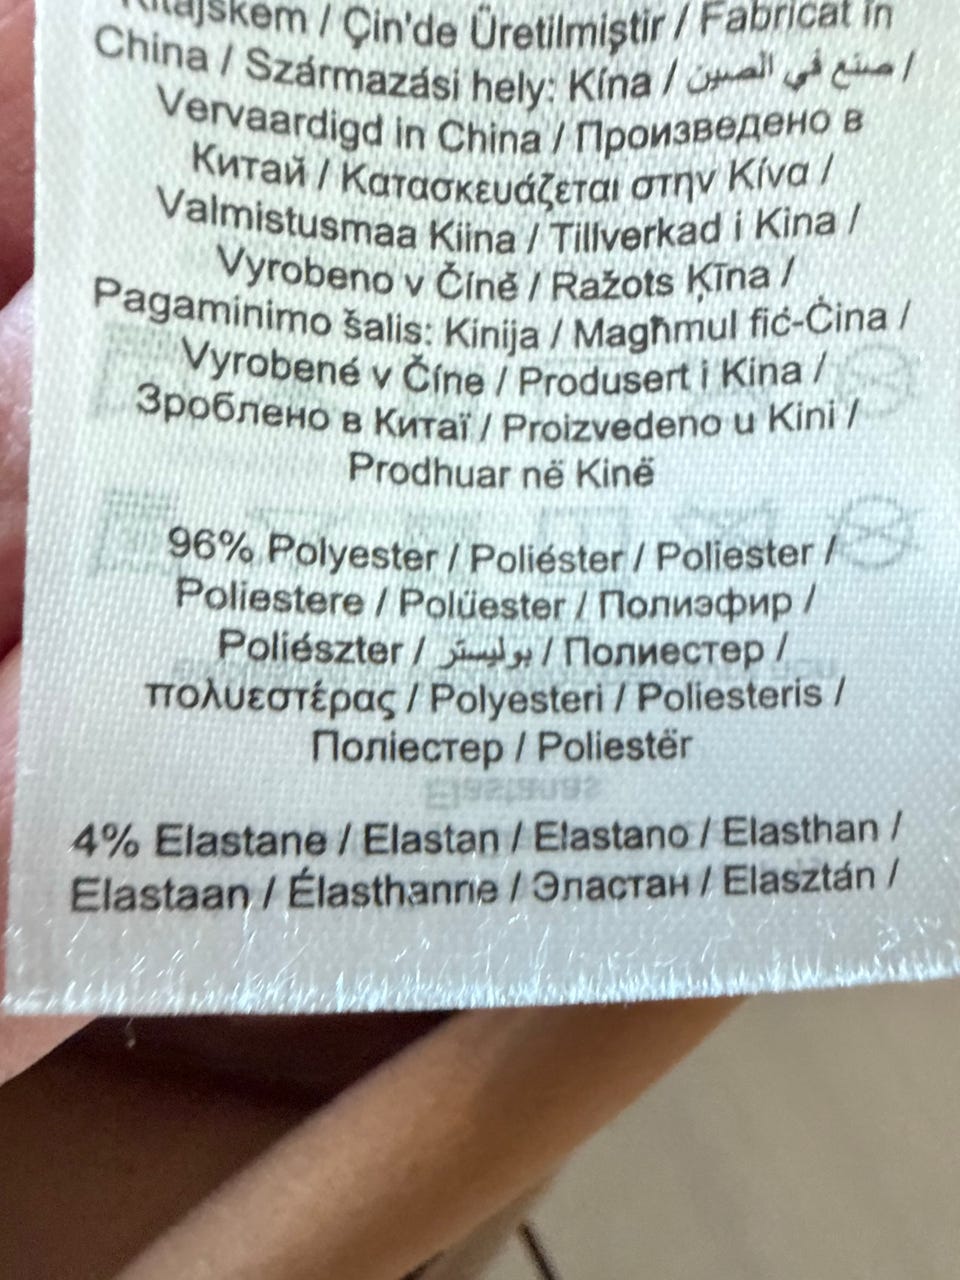 Kitajskem / Çin'de Üretilmiştir / Fabricat în
China / Származási hely: Kína / صنع في الصين /
Vervaardigd in China / Произведено в
Китай / Κατασκευάζεται στην Κίνα /
Valmistusmaa Kiina / Tillverkad i Kina /
Vyrobeno v Číně / Ražots Ķīna /
Pagaminimo šalis: Kinija / Magħmul fiċ-Ċina /
Vyrobené v Číne / Produsert i Kina /
Зроблено в Китаї / Proizvedeno u Kini /
Prodhuar në Kinë
96% Polyester / Poliéster / Poliester /
Poliestere / Polüester / Полиэфир /
Poliészter / بوليستر / Полиестер /
πολυεστέρας / Polyesteri / Poliesteris /
Поліестер / Poliestër
4% Elastane / Elastan / Elastano / Elasthan /
Elastaan / Élasthanne / Эластан / Elasztán /